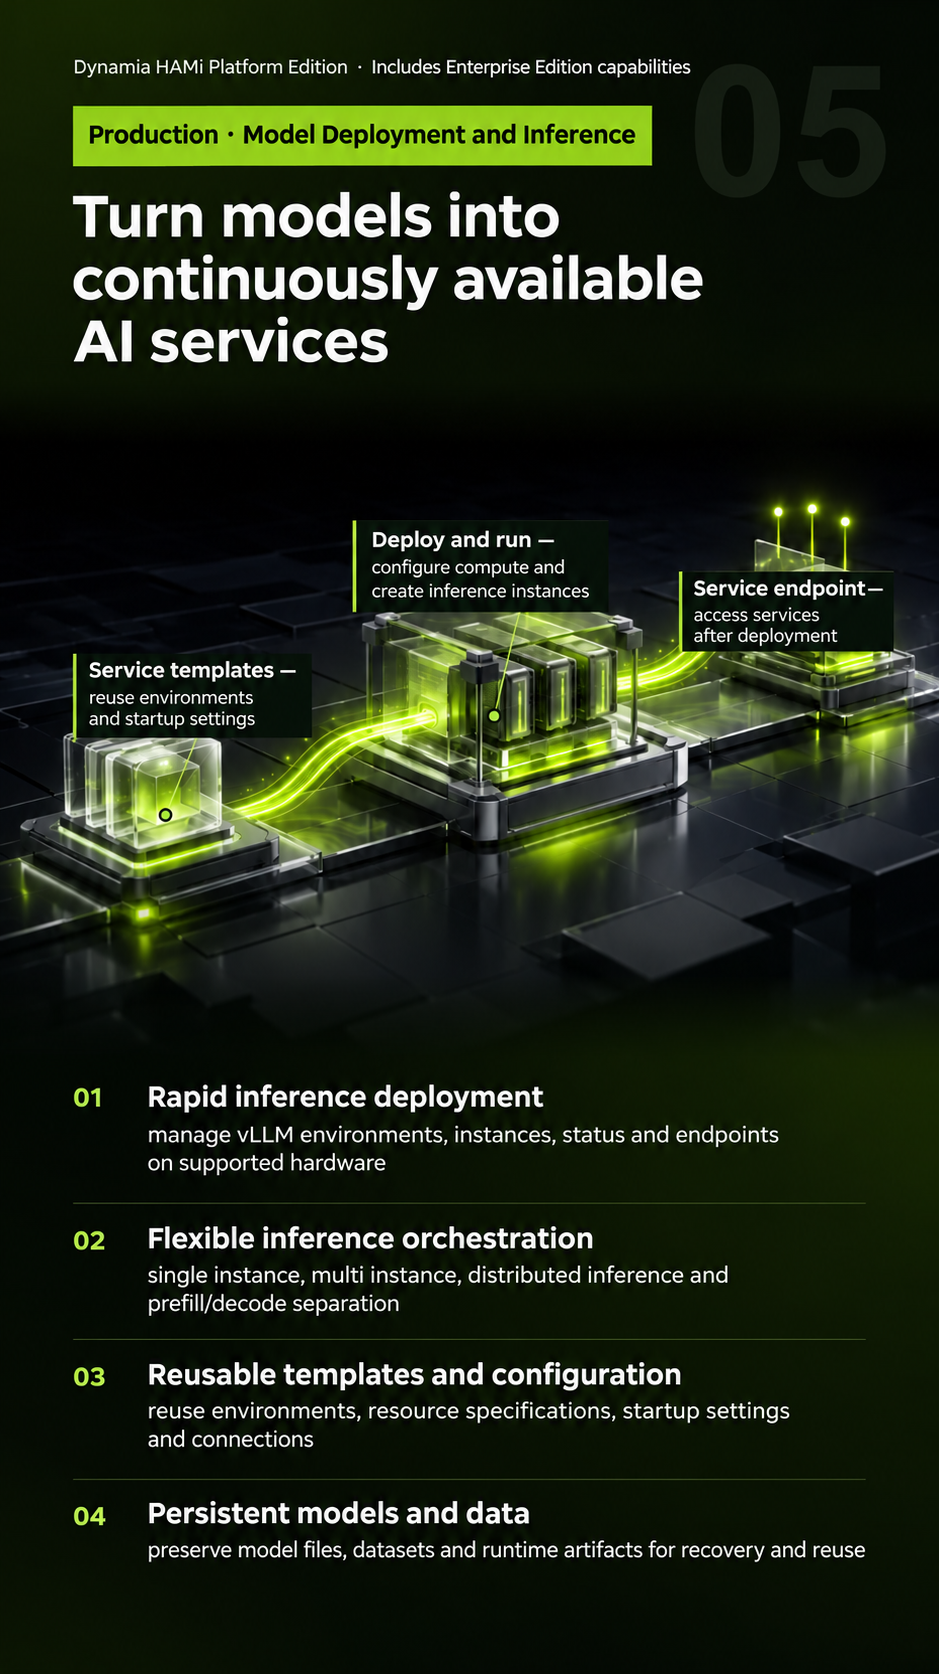 Dynamia HAMi Platform Edition · Includes Enterprise Edition capabilities
05
Production · Model Deployment and Inference
Turn models into
continuously available
AI services
Deploy and run —
configure compute and
create inference instances
Service endpoint—
access services
after deployment
Service templates —
reuse environments
and startup settings
01
Rapid inference deployment
manage vLLM environments, instances, status and endpoints
on supported hardware
02
Flexible inference orchestration
single instance, multi instance, distributed inference and
prefill/decode separation
03
Reusable templates and configuration
reuse environments, resource specifications, startup settings
and connections
04
Persistent models and data
preserve model files, datasets and runtime artifacts for recovery and reuse